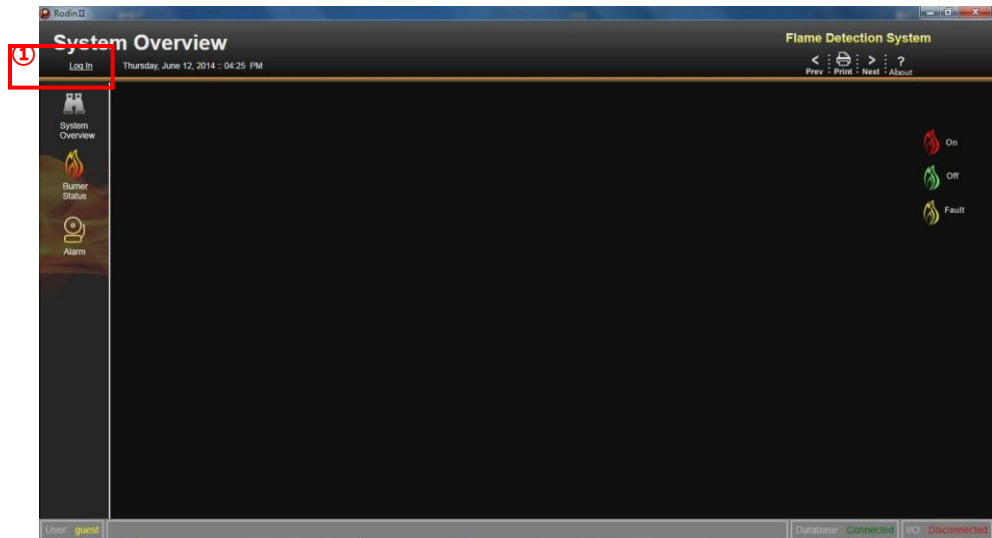 Rodin II
System Overview
Flame Detection System
①
Log In
Thursday, June 12, 2014 :: 04:25 PM
< Prev
Print
> Next
? About
System
Overview
On
Burner
Status
Off
Fault
Alarm
User: guest
Database: Connected
I/O: Disconnected